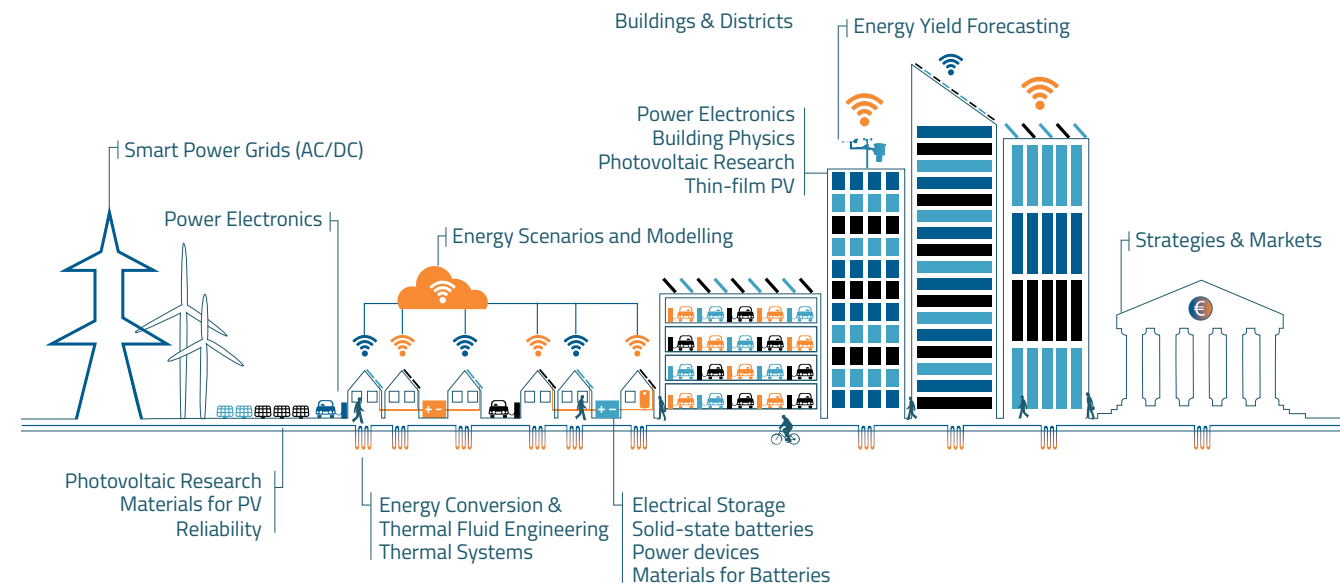 Buildings & Districts
Energy Yield Forecasting
Power Electronics
Building Physics
Photovoltaic Research
Thin-film PV
Smart Power Grids (AC/DC)
Power Electronics
Energy Scenarios and Modelling
Strategies & Markets
€
+ -
+ -
Photovoltaic Research
Materials for PV
Reliability
Energy Conversion &
Thermal Fluid Engineering
Thermal Systems
Electrical Storage
Solid-state batteries
Power devices
Materials for Batteries